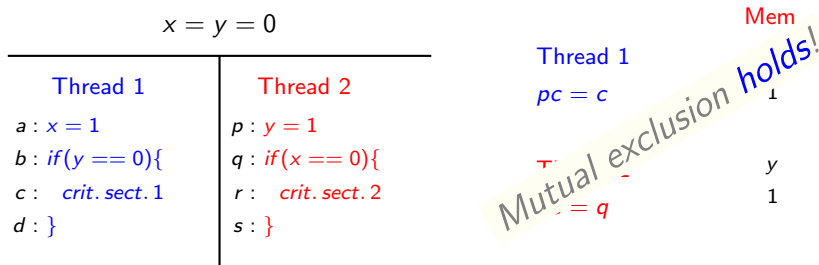 x = y = 0
Thread 1
a : x = 1
b : if(y == 0){
c : crit. sect. 1
d : }
Thread 2
p : y = 1
q : if(x == 0){
r : crit. sect. 2
s : }
Mem
Thread 1
pc = c
1
Mutual exclusion holds!
y
= q
1